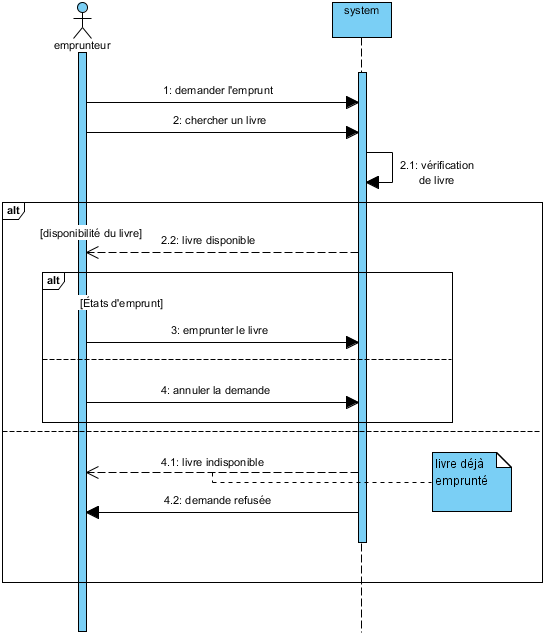 system
emprunteur
1: demander l'emprunt
2: chercher un livre
2.1: vérification
de livre
alt
[disponibilité du livre]
2.2: livre disponible
alt
[États d'emprunt]
3: emprunter le livre
4: annuler la demande
4.1: livre indisponible
livre déjà
emprunté
4.2: demande refusée